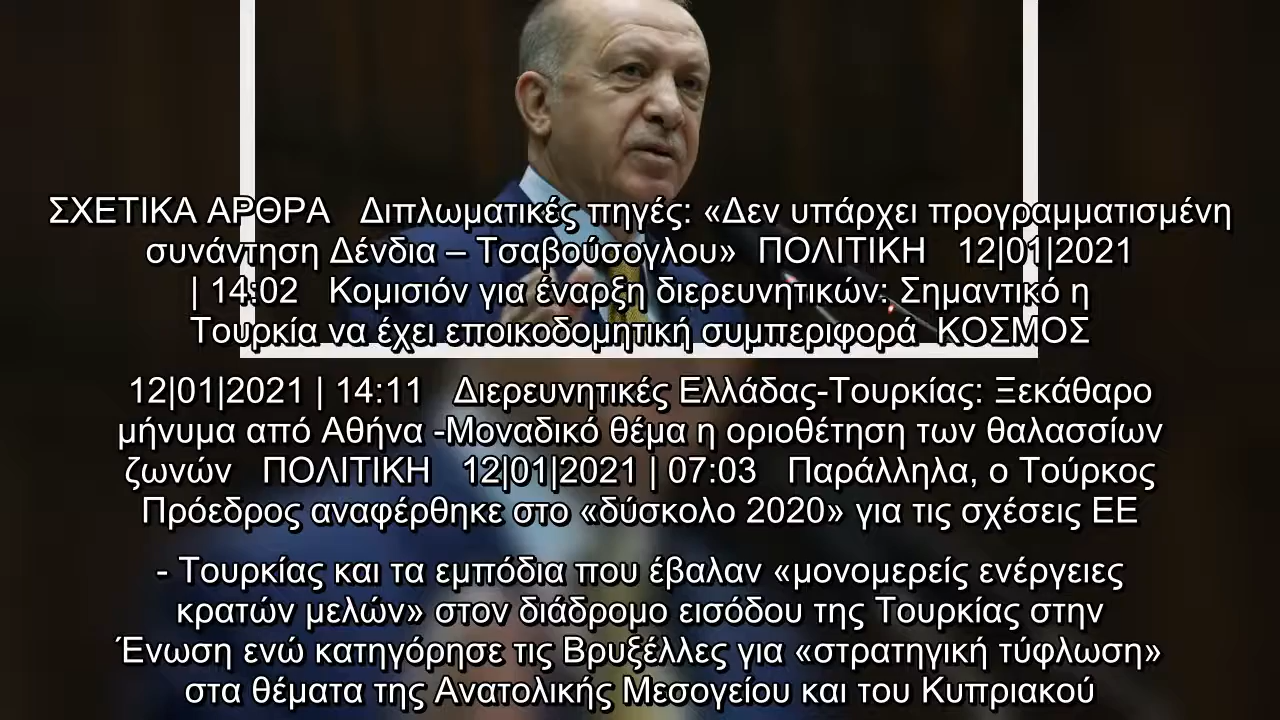 ΣΧΕΤΙΚΑ ΑΡΘΡΑ   Διπλωματικές πηγές: «Δεν υπάρχει προγραμματισμένη
συνάντηση Δένδια – Τσαβούσογλου»  ΠΟΛΙΤΙΚΗ   12|01|2021
| 14:02   Κομισιόν για έναρξη διερευνητικών: Σημαντικό η
Τουρκία να έχει εποικοδομητική συμπεριφορά  ΚΟΣΜΟΣ
12|01|2021 | 14:11   Διερευνητικές Ελλάδας-Τουρκίας: Ξεκάθαρο
μήνυμα από Αθήνα -Μοναδικό θέμα η οριοθέτηση των θαλασσίων
ζωνών   ΠΟΛΙΤΙΚΗ   12|01|2021 | 07:03   Παράλληλα, ο Τούρκος
Πρόεδρος αναφέρθηκε στο «δύσκολο 2020» για τις σχέσεις ΕΕ
- Τουρκίας και τα εμπόδια που έβαλαν «μονομερείς ενέργειες
κρατών μελών» στον διάδρομο εισόδου της Τουρκίας στην
Ένωση ενώ κατηγόρησε τις Βρυξέλλες για «στρατηγική τύφλωση»
στα θέματα της Ανατολικής Μεσογείου και του Κυπριακού